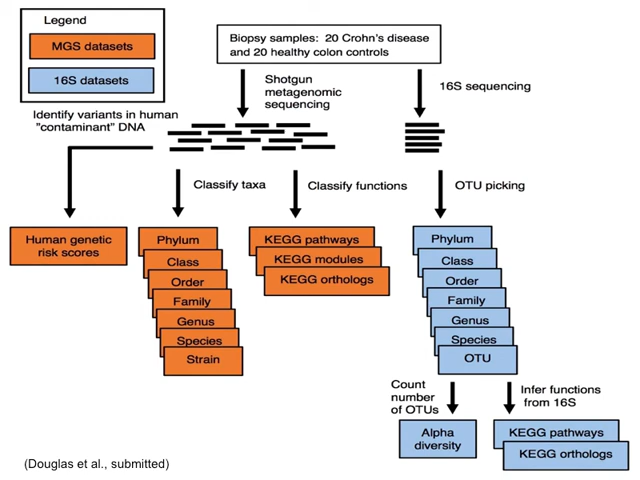 Legend
MGS datasets
16S datasets
Biopsy samples:  20 Crohn's disease
and 20 healthy colon controls
Shotgun
metagenomic
sequencing
16S sequencing
Identify variants in human
"contaminant" DNA
Classify taxa
Classify functions
OTU picking
Human genetic
risk scores
Phylum
Class
Order
Family
Genus
Species
Strain
KEGG pathways
KEGG modules
KEGG orthologs
Phylum
Class
Order
Family
Genus
Species
OTU
Count
number
of OTUs
Infer functions
from 16S
Alpha
diversity
KEGG pathways
KEGG orthologs
(Douglas et al., submitted)